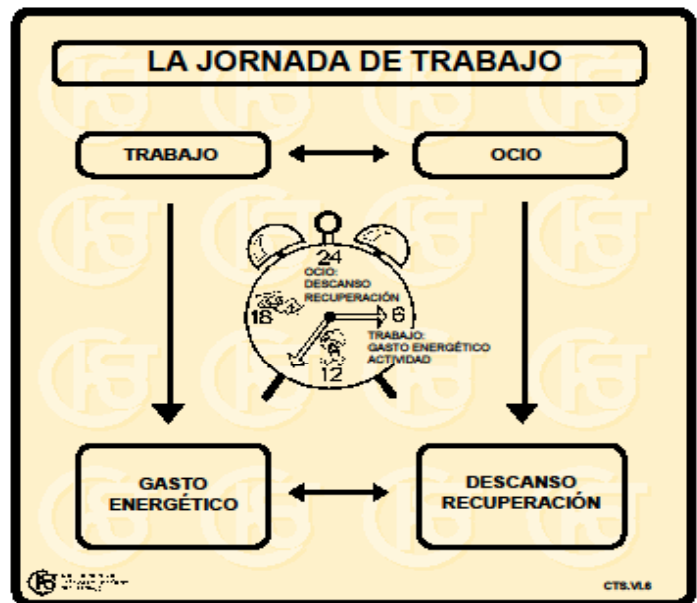 LA JORNADA DE TRABAJO
TRABAJO
OCIO
24
OCIO:
DESCANSO
RECUPERACIÓN
18
6
TRABAJO:
GASTO ENERGÉTICO
ACTIVIDAD
12
GASTO
ENERGÉTICO
DESCANSO
RECUPERACIÓN
CTS.VI.6